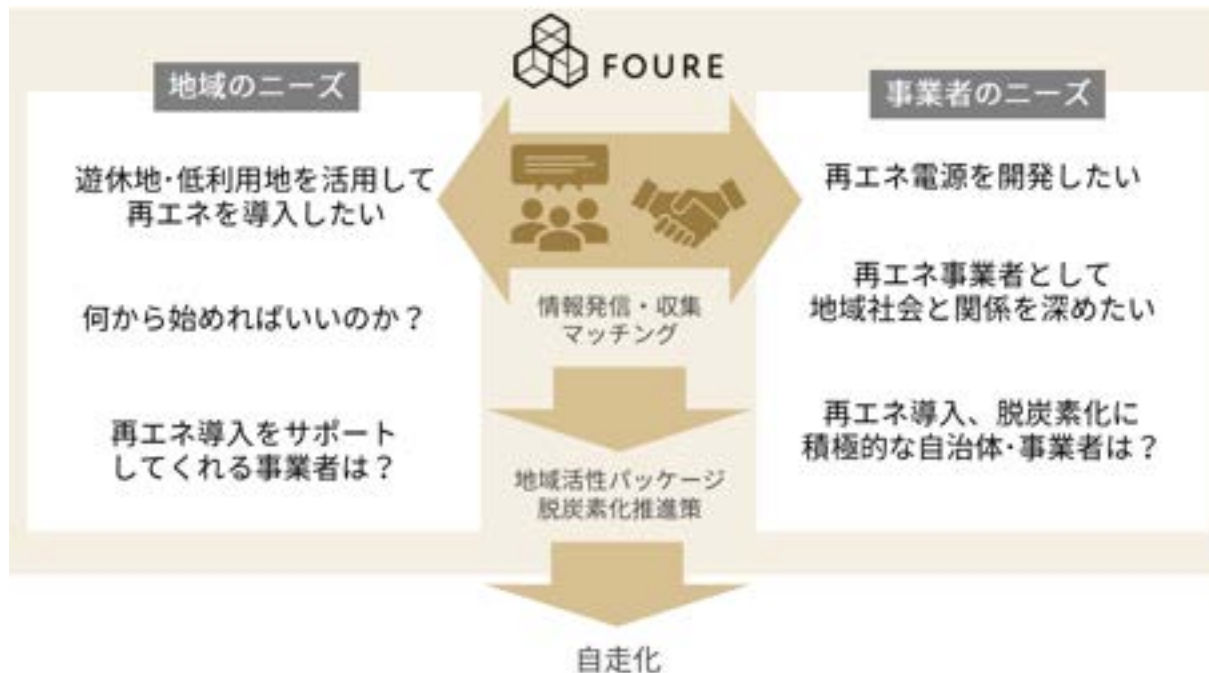 FOURE
地域のニーズ
遊休地・低利用地を活用して
再エネを導入したい
何から始めればいいのか？
再エネ導入をサポート
してくれる事業者は？
情報発信・収集
マッチング
地域活性パッケージ
脱炭素化推進策
自走化
事業者のニーズ
再エネ電源を開発したい
再エネ事業者として
地域社会と関係を深めたい
再エネ導入、脱炭素化に
積極的な自治体・事業者は？